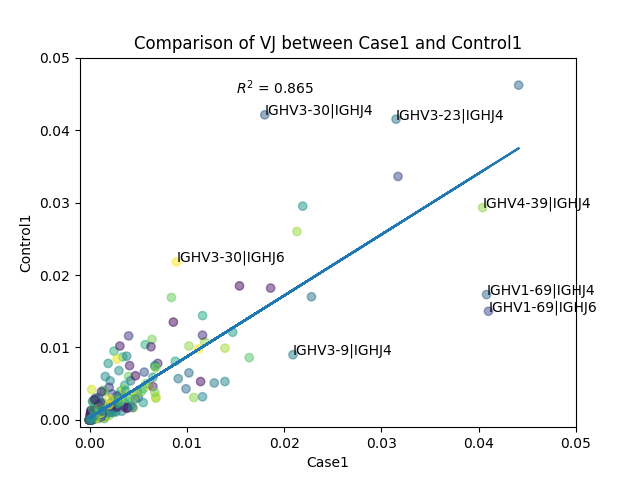 Comparison of VJ between Case1 and Control1
0.05
R² = 0.865
IGHV3-30|IGHJ4
IGHV3-23|IGHJ4
0.04
0.03
IGHV4-39|IGHJ4
IGHV3-30|IGHJ6
0.02
IGHV1-69|IGHJ4
IGHV1-69|IGHJ6
IGHV3-9|IGHJ4
0.01
0.00
Control1
0.00 0.01 0.02 0.03 0.04 0.05
Case1